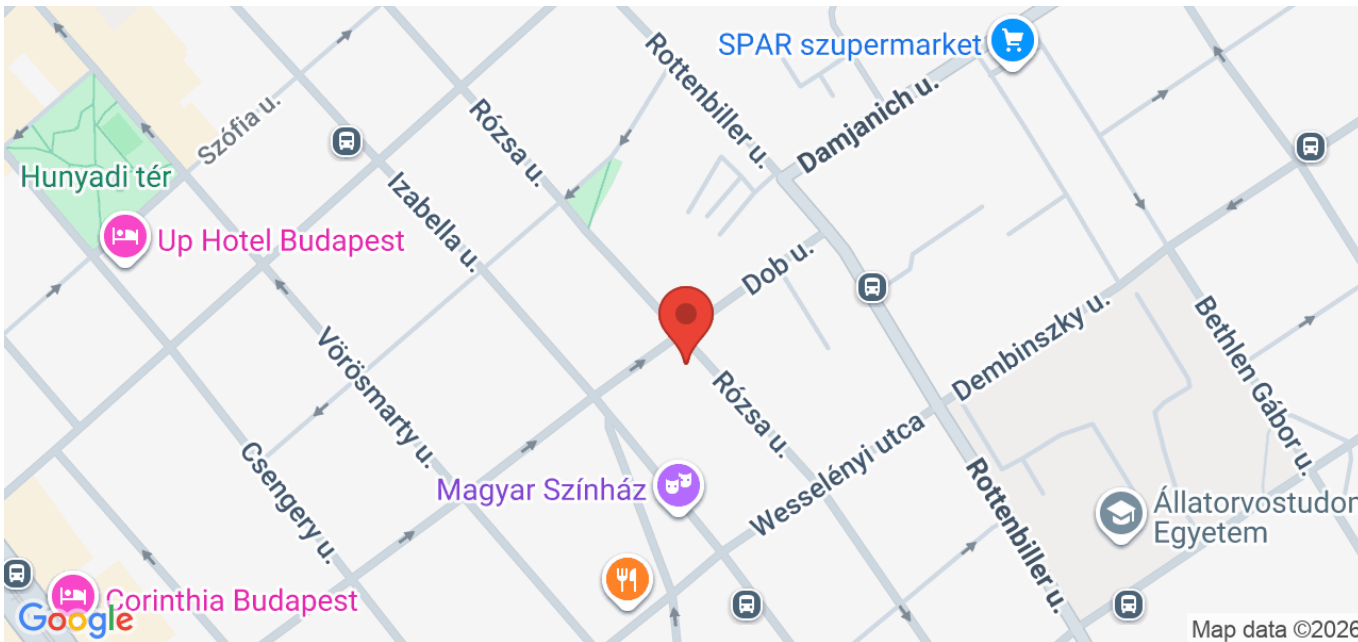 SPAR szupermarket
Rottenbiller u.
Damjanich u.
Rózsa u.
Szófia u.
Hunyadi tér
Izabella u.
Up Hotel Budapest
Dob u.
Vörösmarty u.
Dembinszky u.
Bethlen Gábor u.
Rózsa u.
Wesselényi utca
Csengery u.
Magyar Színház
Rottenbiller u.
Állatorvostudor
Egyetem
Corinthia Budapest
Google
Map data ©2026